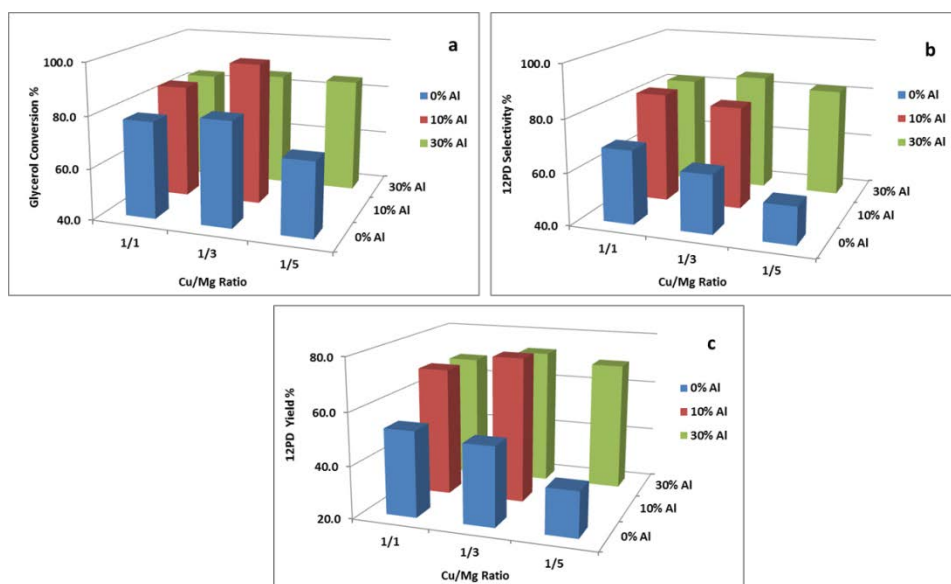 a
Glycerol Conversion %
100.0
80.0
60.0
40.0
1/1
1/3
1/5
Cu/Mg Ratio
0% Al
10% Al
30% Al
0% Al
10% Al
30% Al
b
12PD Selectivity %
100.0
80.0
60.0
40.0
1/1
1/3
1/5
Cu/Mg Ratio
0% Al
10% Al
30% Al
0% Al
10% Al
30% Al
c
12PD Yield %
80.0
60.0
40.0
20.0
1/1
1/3
1/5
Cu/Mg Ratio
0% Al
10% Al
30% Al
0% Al
10% Al
30% Al